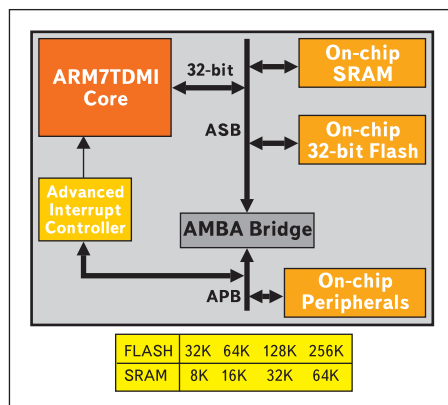 ARM7TDMI
Core
32-bit
On-chip
SRAM
ASB
On-chip
32-bit Flash
Advanced
Interrupt
Controller
AMBA Bridge
APB
On-chip
Peripherals
FLASH 32K 64K 128K 256K
SRAM 8K 16K 32K 64K